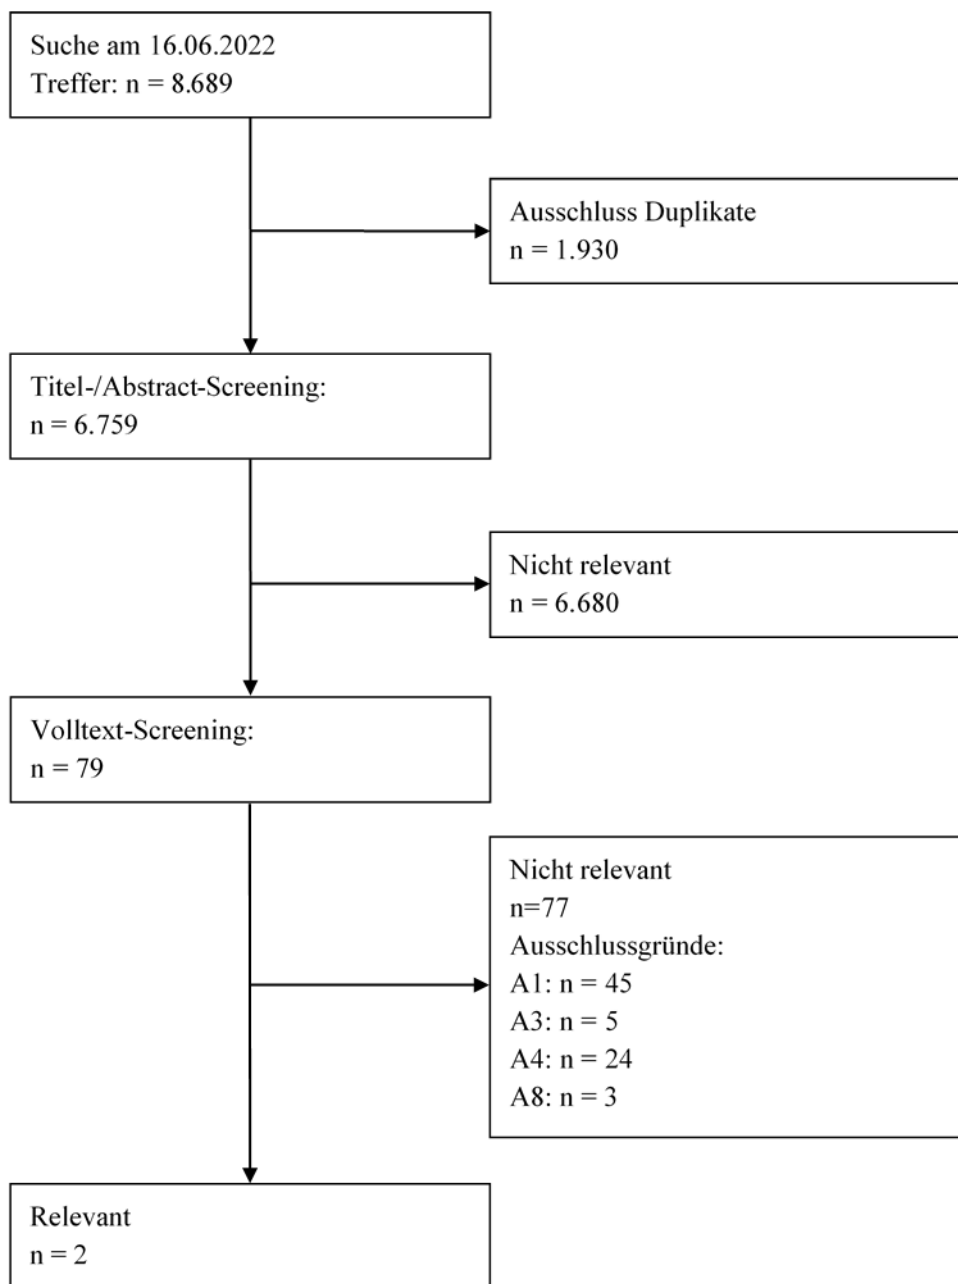 Suche am 16.06.2022
Treffer: n = 8.689
Ausschluss Duplikate
n = 1.930
Titel-/Abstract-Screening:
n = 6.759
Nicht relevant
n = 6.680
Volltext-Screening:
n = 79
Nicht relevant
n=77
Ausschlussgründe:
A1: n = 45
A3: n = 5
A4: n = 24
A8: n = 3
Relevant
n = 2